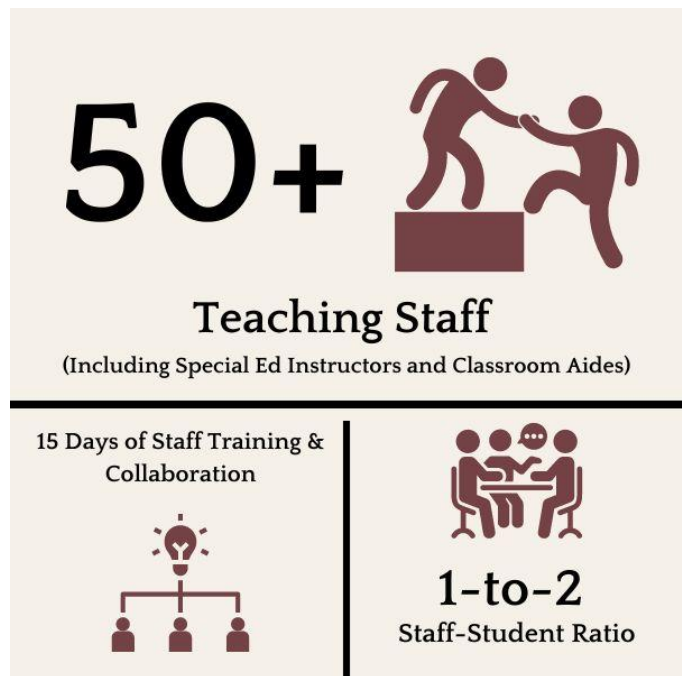 50+
Teaching Staff
(Including Special Ed Instructors and Classroom Aides)
15 Days of Staff Training &
Collaboration
1-to-2
Staff-Student Ratio